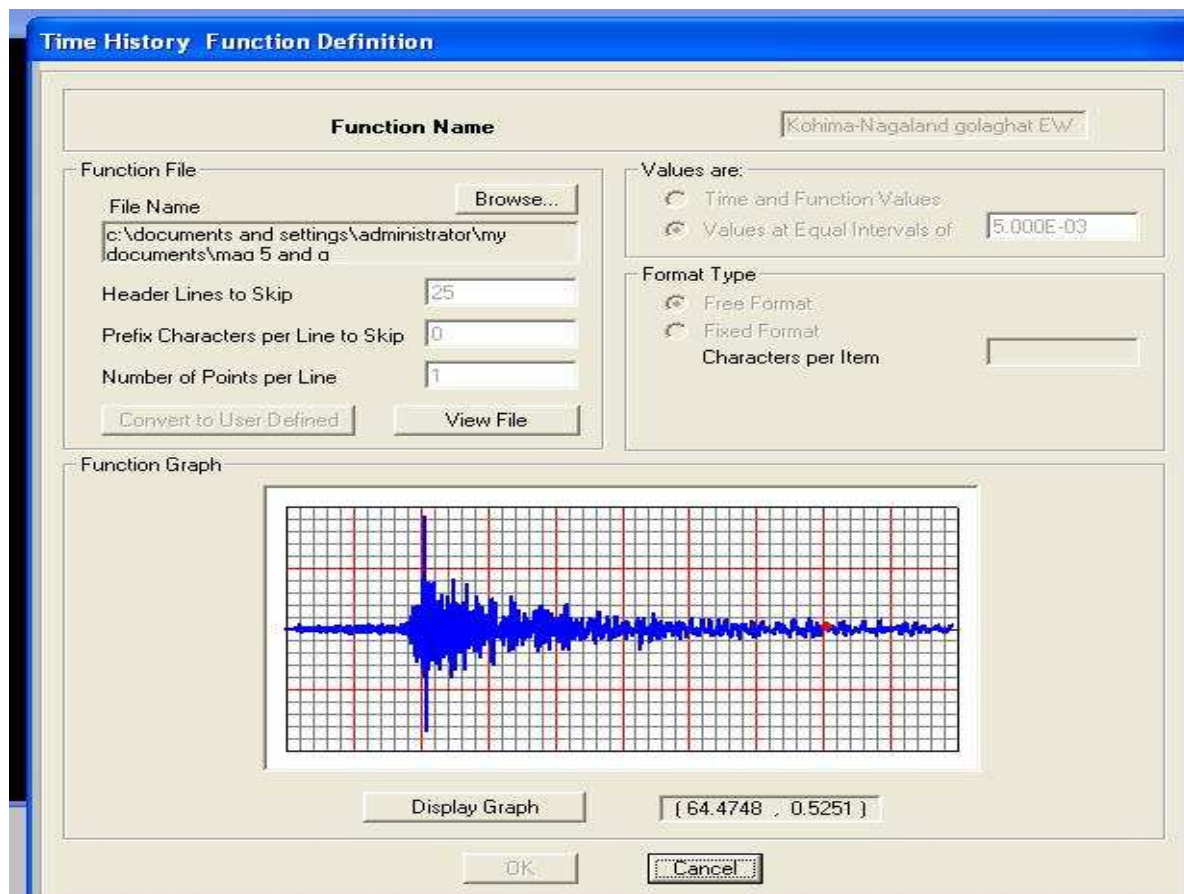 Time History Function Definition
Function Name
Kohima-Nagaland golaghat EW
Function File
File Name
Browse...
c:\documents and settings\administrator\my
documents\mag 5 and g
Header Lines to Skip
25
Prefix Characters per Line to Skip
0
Number of Points per Line
1
Convert to User Defined
View File
Values are:
Time and Function Values
Values at Equal Intervals of
5.000E-03
Format Type
Free Format
Fixed Format
Characters per Item
Function Graph
Display Graph
( 64.4748 , 0.5251 )
OK
Cancel